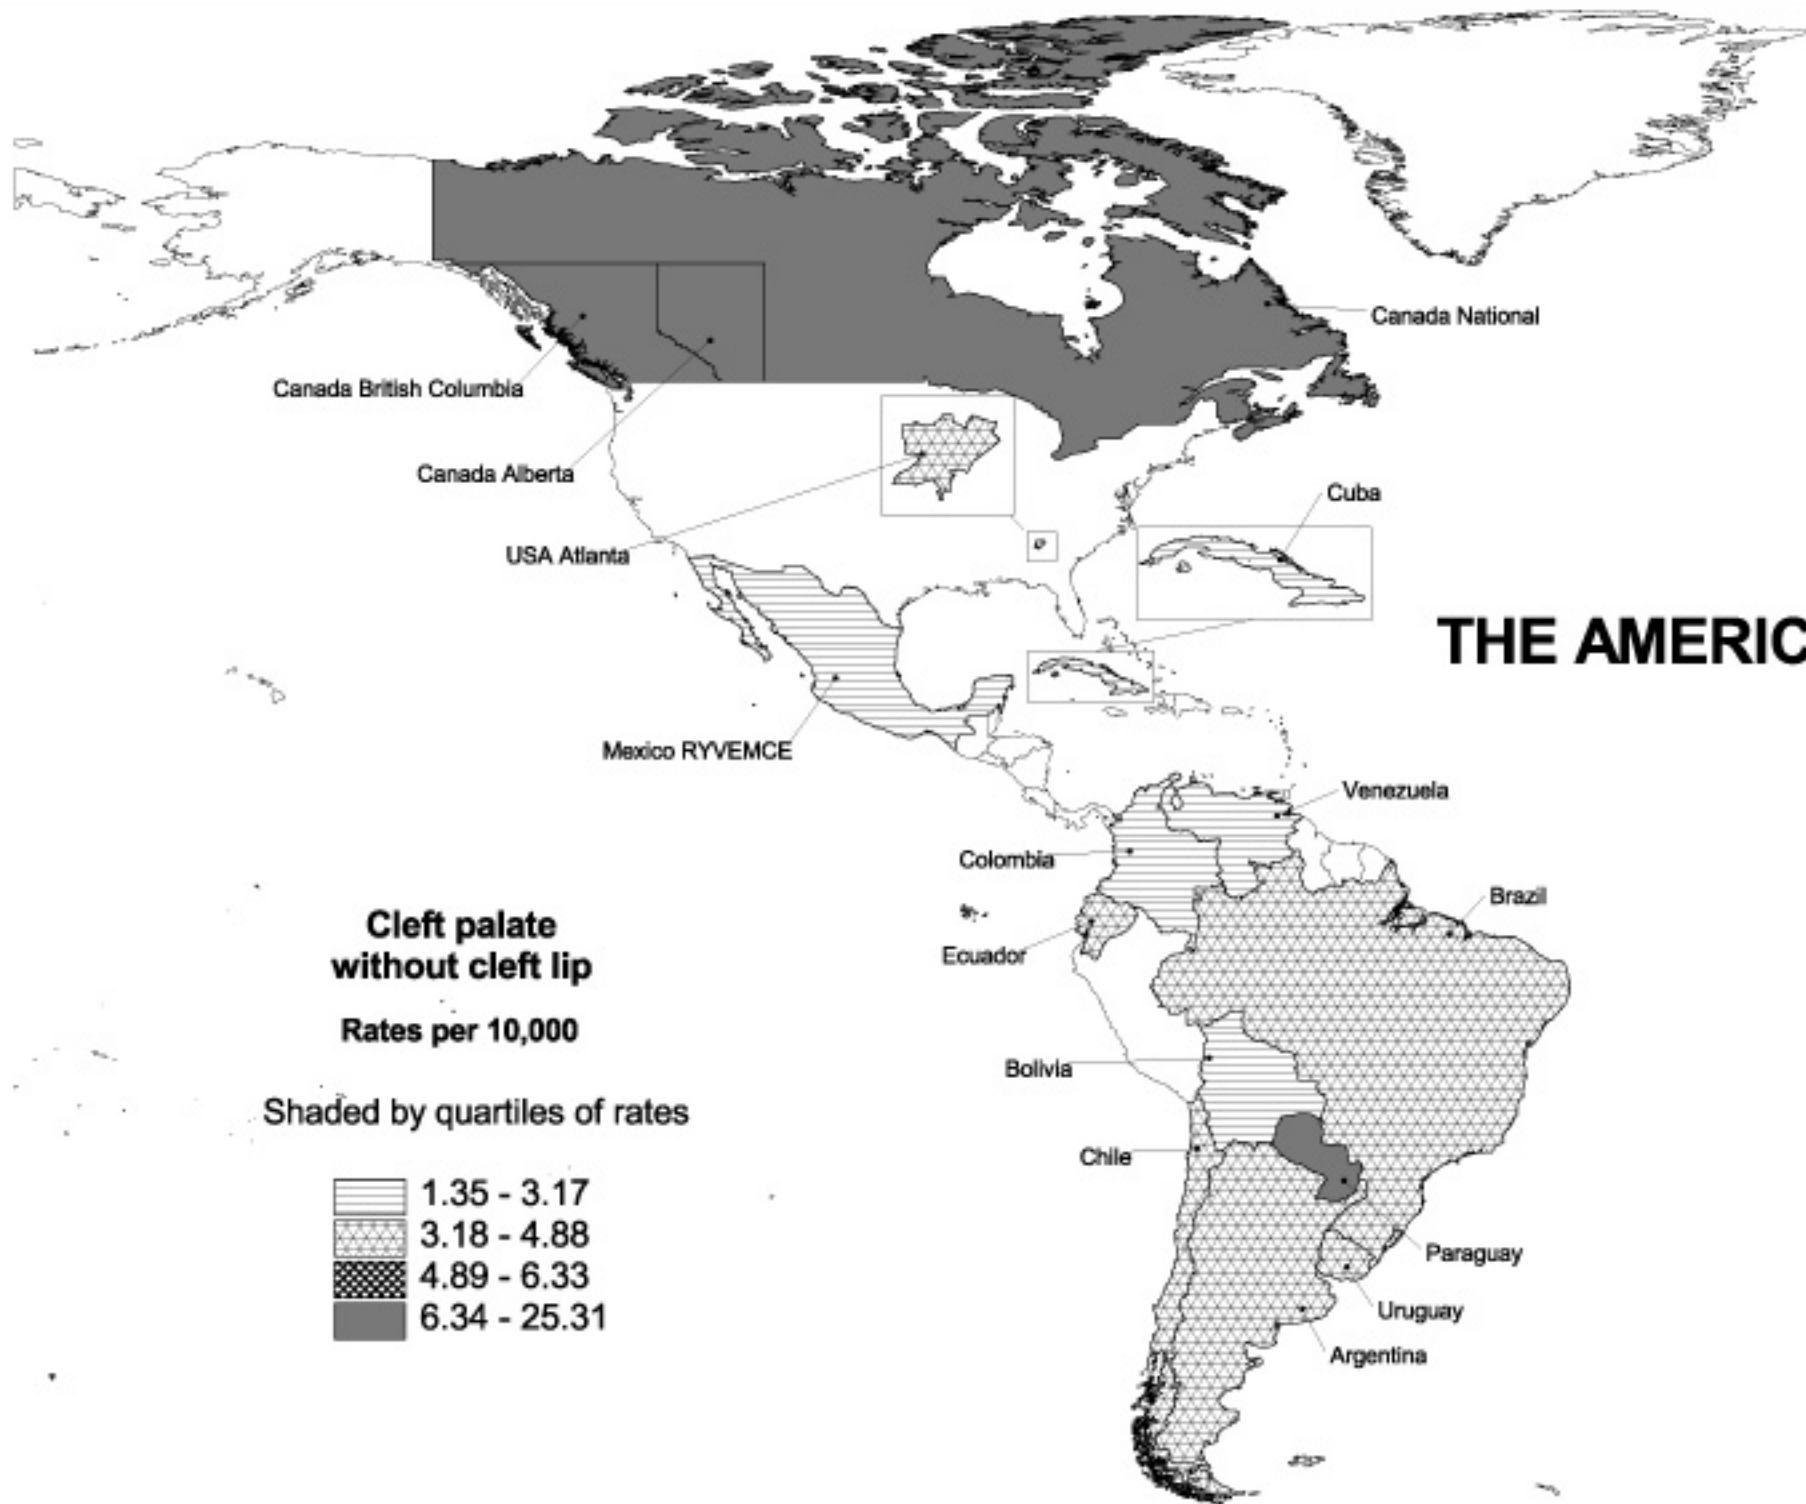 Canada National
Canada British Columbia
Canada Alberta
Cuba
USA Atlanta
THE AMERIC
Mexico RYVEMCE
Venezuela
Colombia
Brazil
Ecuador
Cleft palate
without cleft lip
Rates per 10,000
Bolivia
Shaded by quartiles of rates
Chile
1.35 - 3.17
3.18 - 4.88
4.89 - 6.33
6.34 - 25.31
Paraguay
Uruguay
Argentina